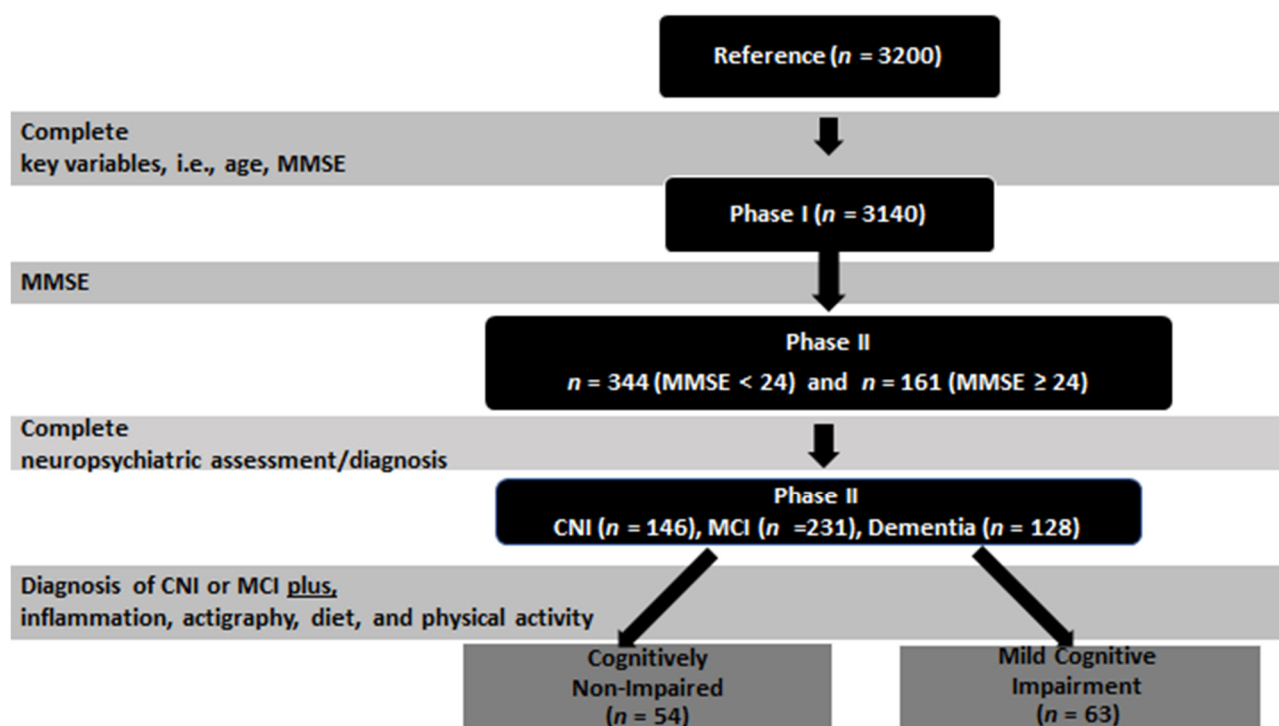 Reference (n = 3200)
Complete
key variables, i.e., age, MMSE
Phase I (n = 3140)
MMSE
Phase II
n = 344 (MMSE < 24) and n = 161 (MMSE ≥ 24)
Complete
neuropsychiatric assessment/diagnosis
Phase II
CNI (n = 146), MCI (n =231), Dementia (n = 128)
Diagnosis of CNI or MCI plus,
inflammation, actigraphy, diet, and physical activity
Cognitively
Non-Impaired
(n = 54)
Mild Cognitive
Impairment
(n = 63)